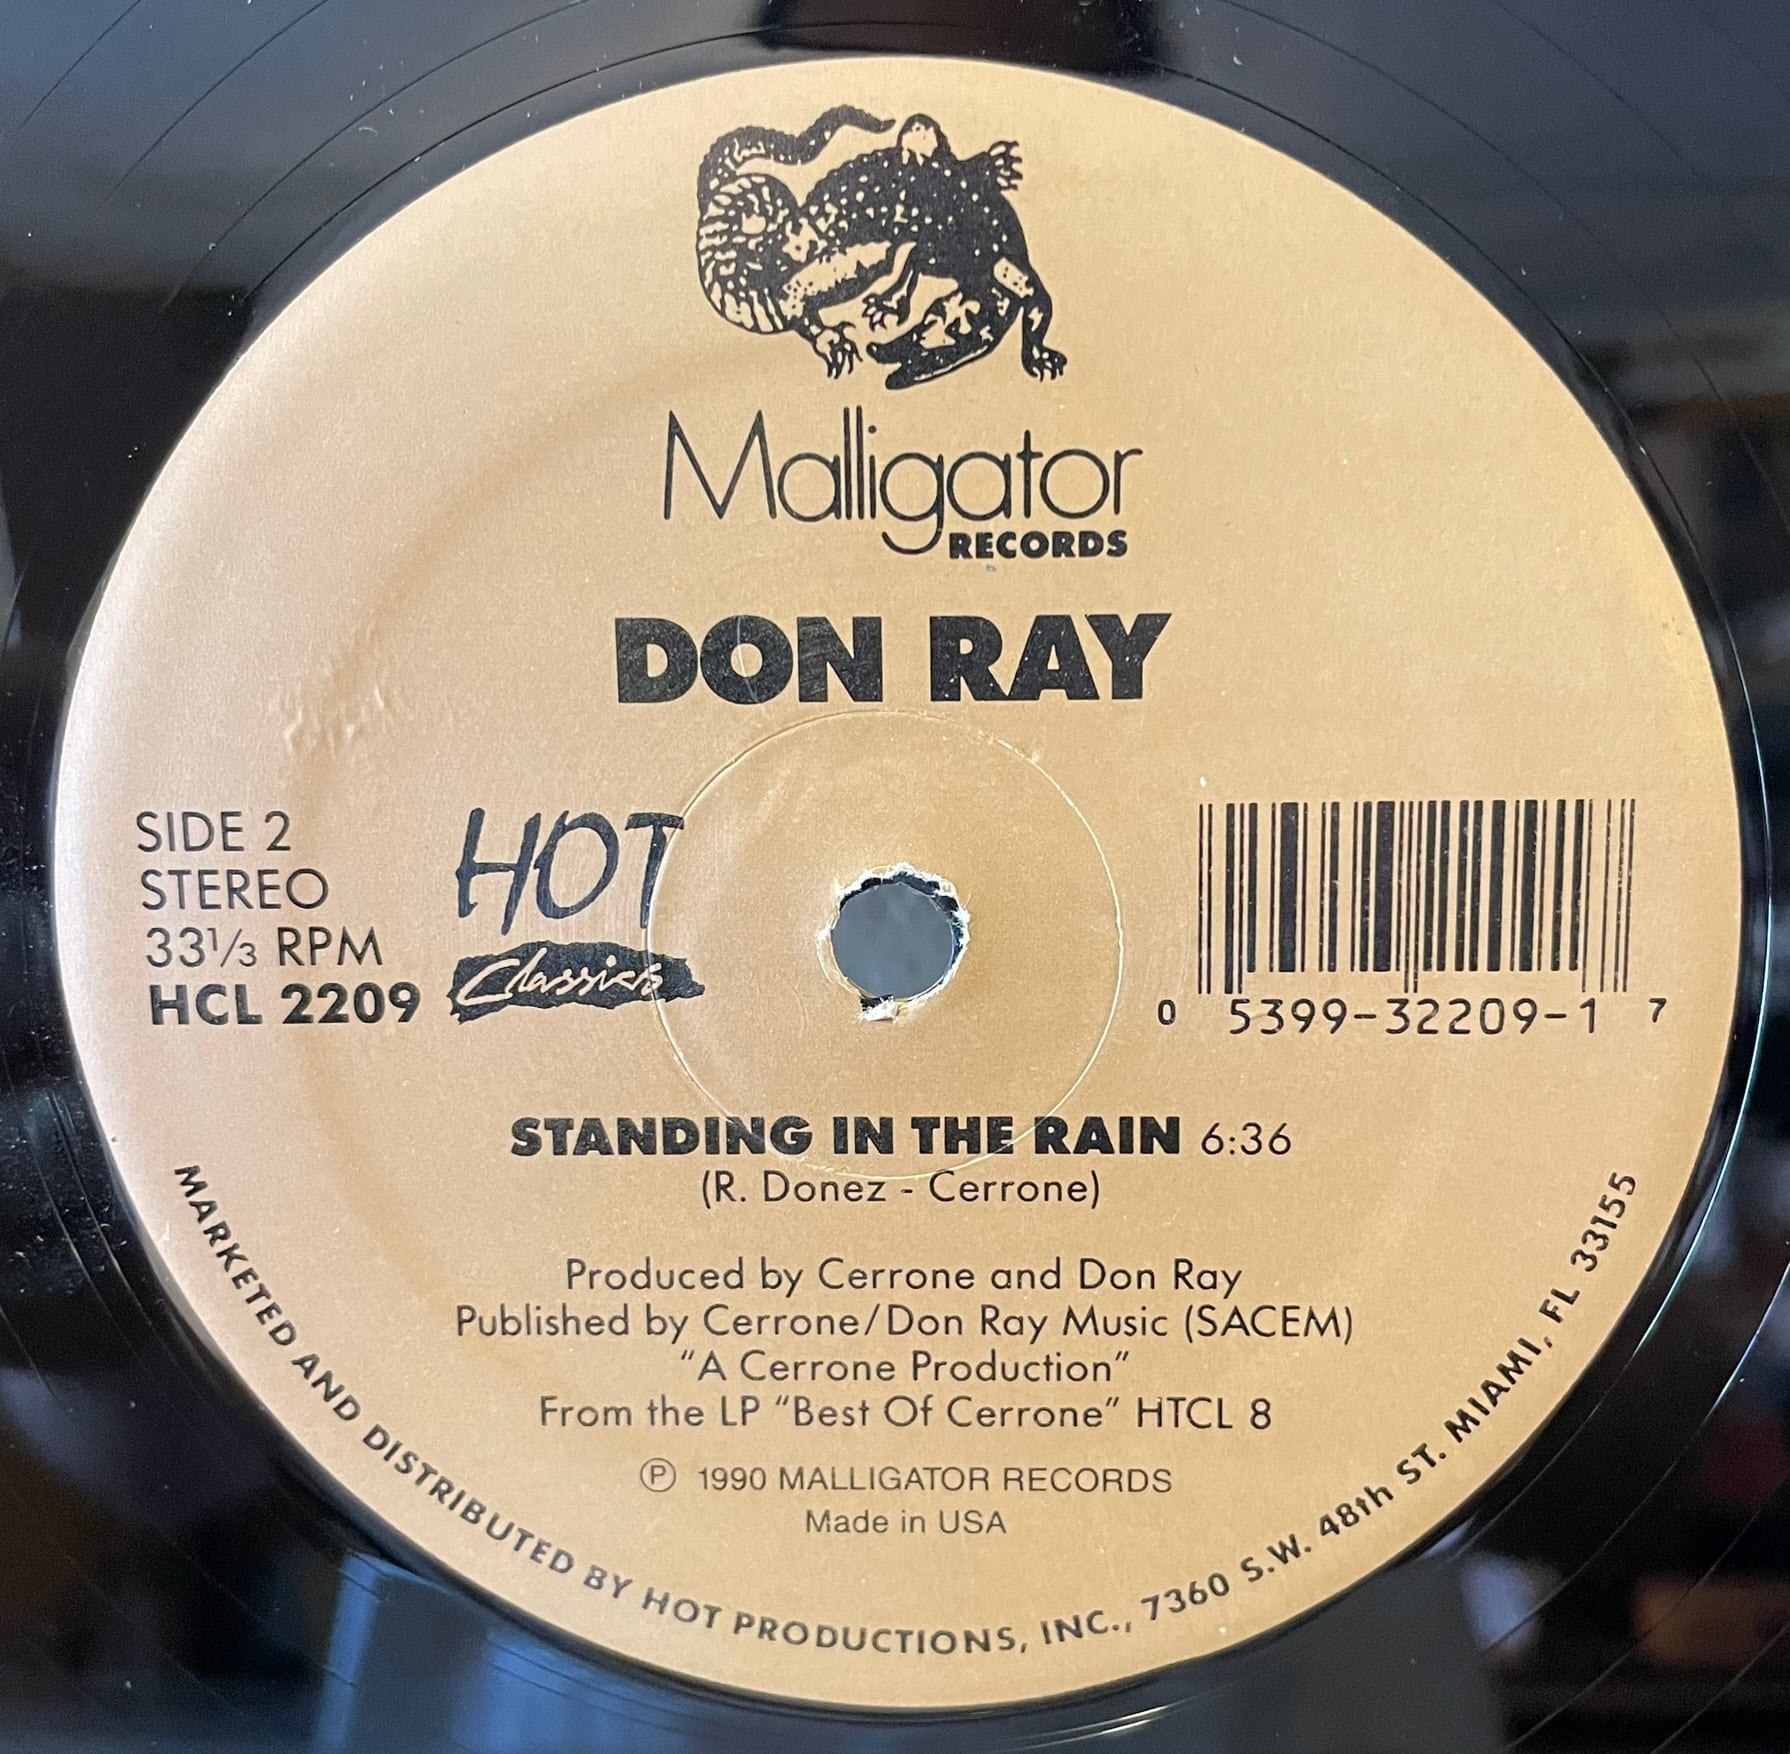 Malligator
RECORDS
DON RAY
SIDE 2
STEREO
33⅓ RPM
HCL 2209
HOT
Classics
0 5399-32209-1 7
STANDING IN THE RAIN 6:36
(R. Donez - Cerrone)
Produced by Cerrone and Don Ray
Published by Cerrone/Don Ray Music (SACEM)
"A Cerrone Production"
From the LP "Best Of Cerrone" HTCL 8
Ⓟ 1990 MALLIGATOR RECORDS
Made in USA
MARKETED AND DISTRIBUTED BY HOT PRODUCTIONS, INC., 7360 S.W. 48th ST. MIAMI, FL 33155